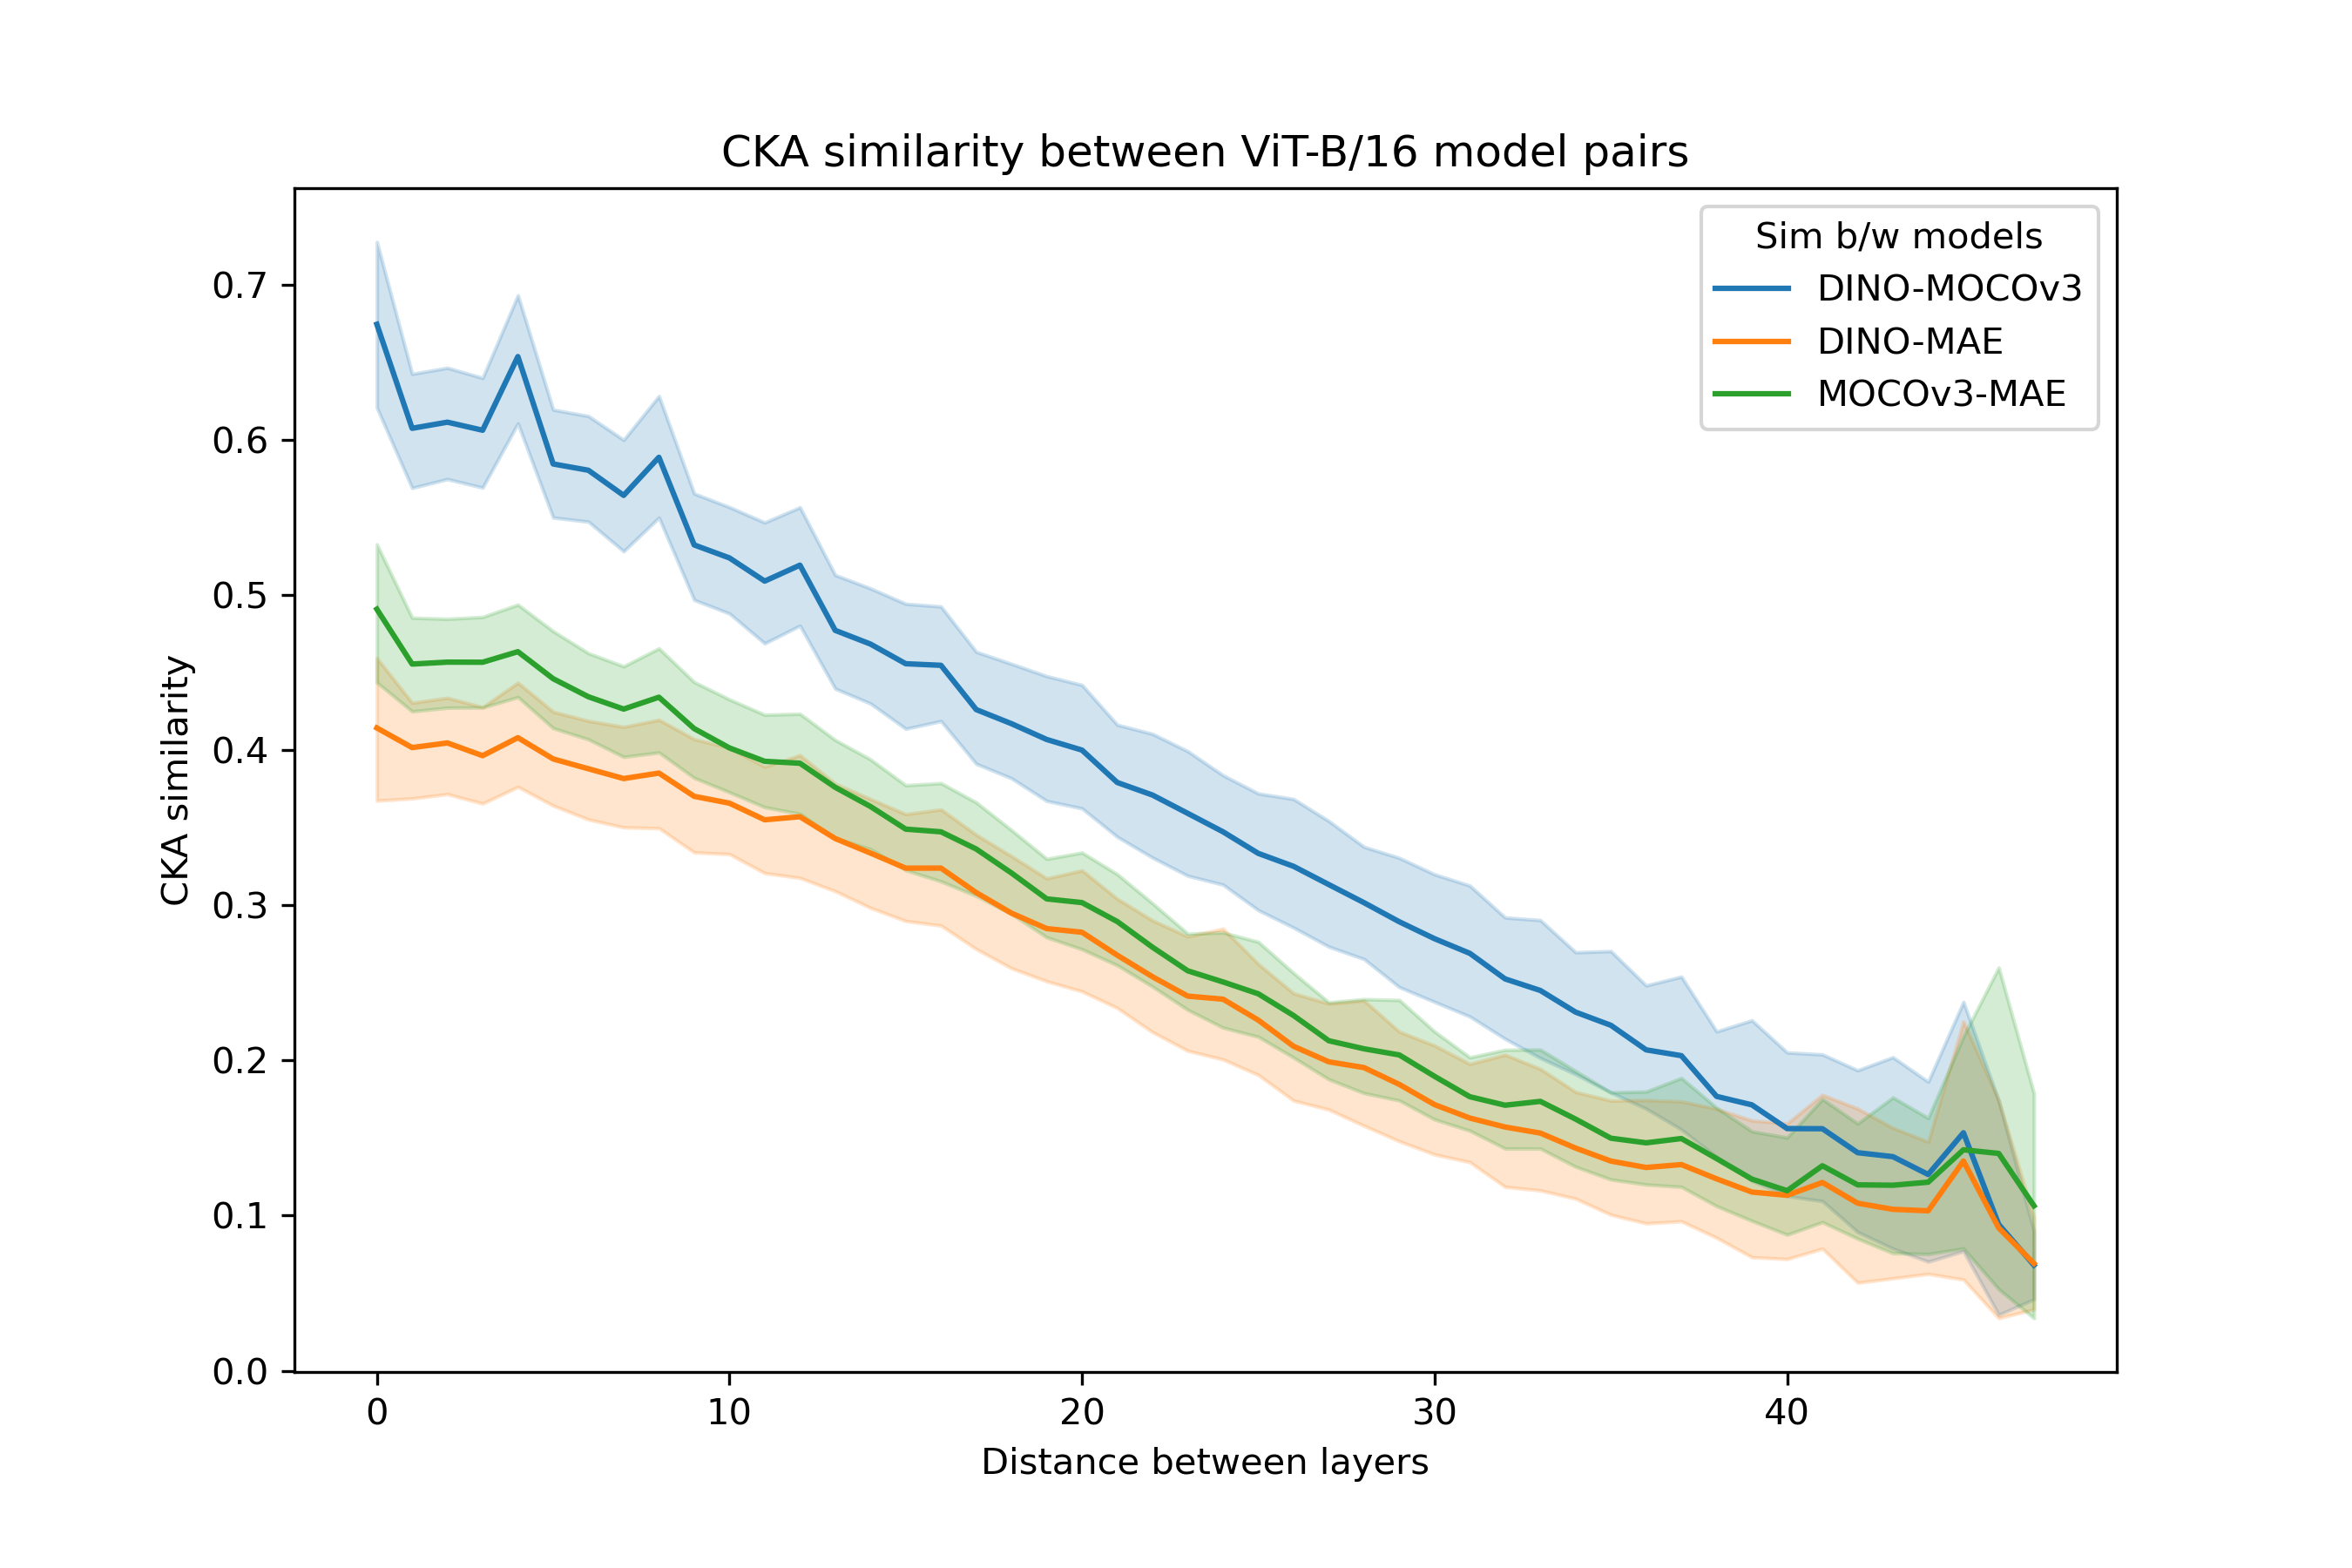 CKA similarity between ViT-B/16 model pairs
Sim b/w models
DINO-MOCOv3
DINO-MAE
MOCOv3-MAE
CKA similarity
0.7
0.6
0.5
0.4
0.3
0.2
0.1
0.0
0 10 20 30 40
Distance between layers